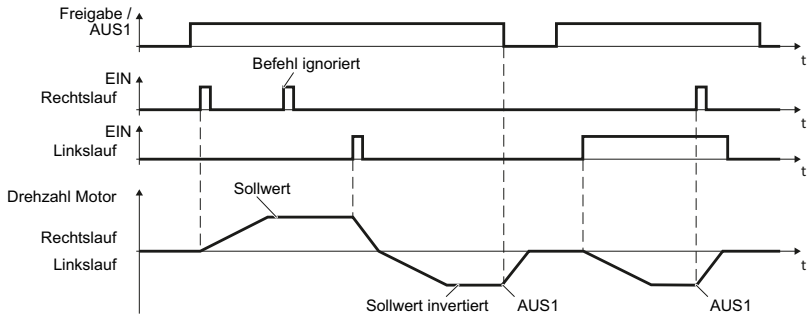 Freigabe /
AUS1
t
EIN
Rechtslauf
Befehl ignoriert
t
EIN
Linkslauf
t
Drehzahl Motor
Sollwert
Rechtslauf
Linkslauf
t
Sollwert invertiert
AUS1
AUS1